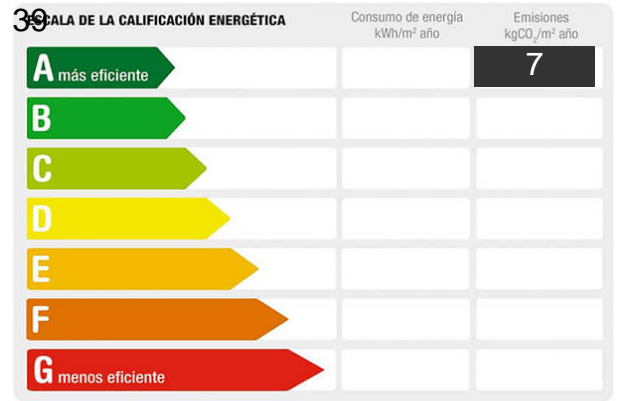 39
ESCALA DE LA CALIFICACIÓN ENERGÉTICA
Consumo de energía
kWh/m² año
Emisiones
kgCO₂/m² año
A más eficiente
7
B
C
D
E
F
G menos eficiente